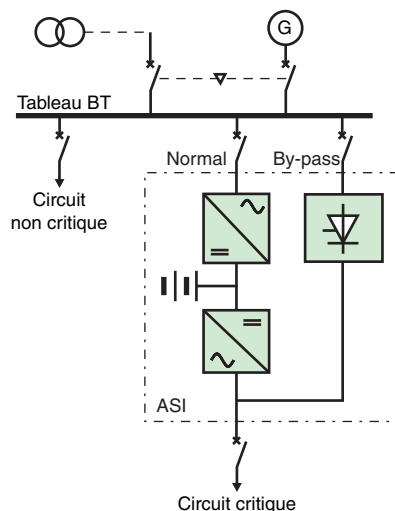 G
Tableau BT
Normal
By-pass
Circuit
non critique
ASI
Circuit critique